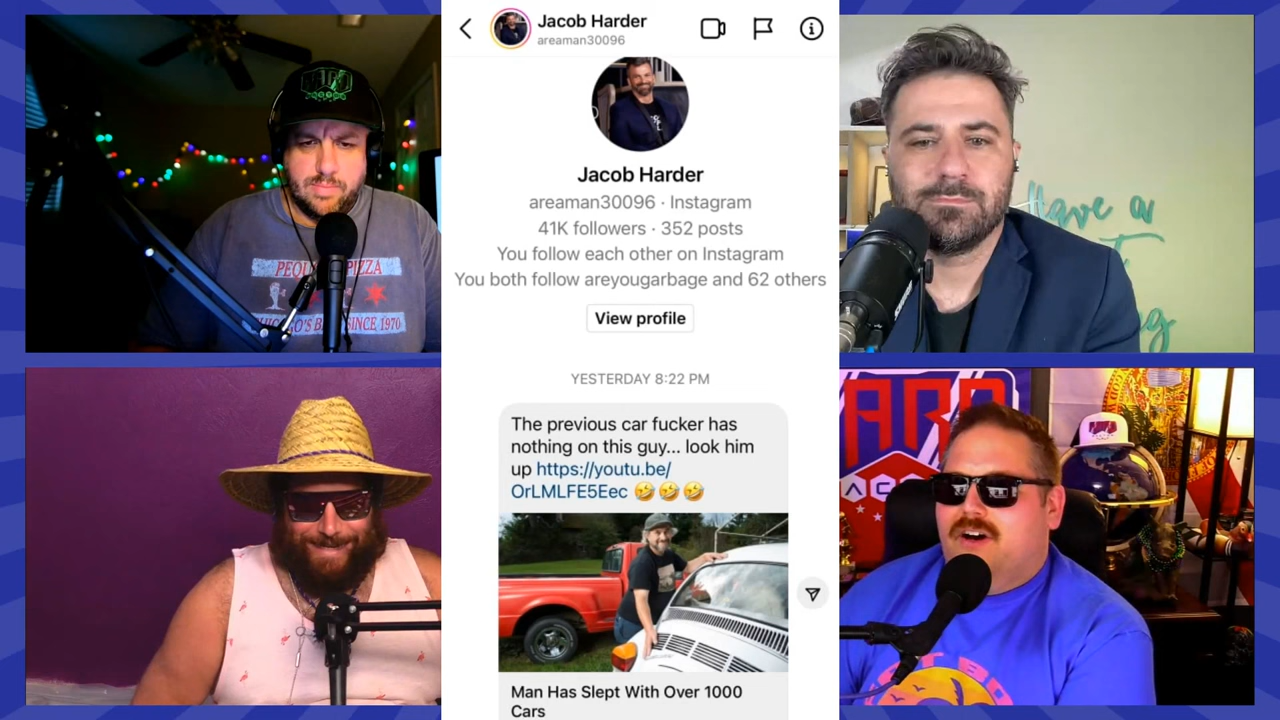 Jacob Harder
areaman30096
Jacob Harder
areaman30096 · Instagram
41K followers · 352 posts
You follow each other on Instagram
You both follow areyougarbage and 62 others
View profile
YESTERDAY 8:22 PM
The previous car fucker has
nothing on this guy... look him
up https://youtu.be/
OrLMLFE5Eec 🤣🤣🤣
Man Has Slept With Over 1000
Cars
PIZZA
SINCE 1970
Have a